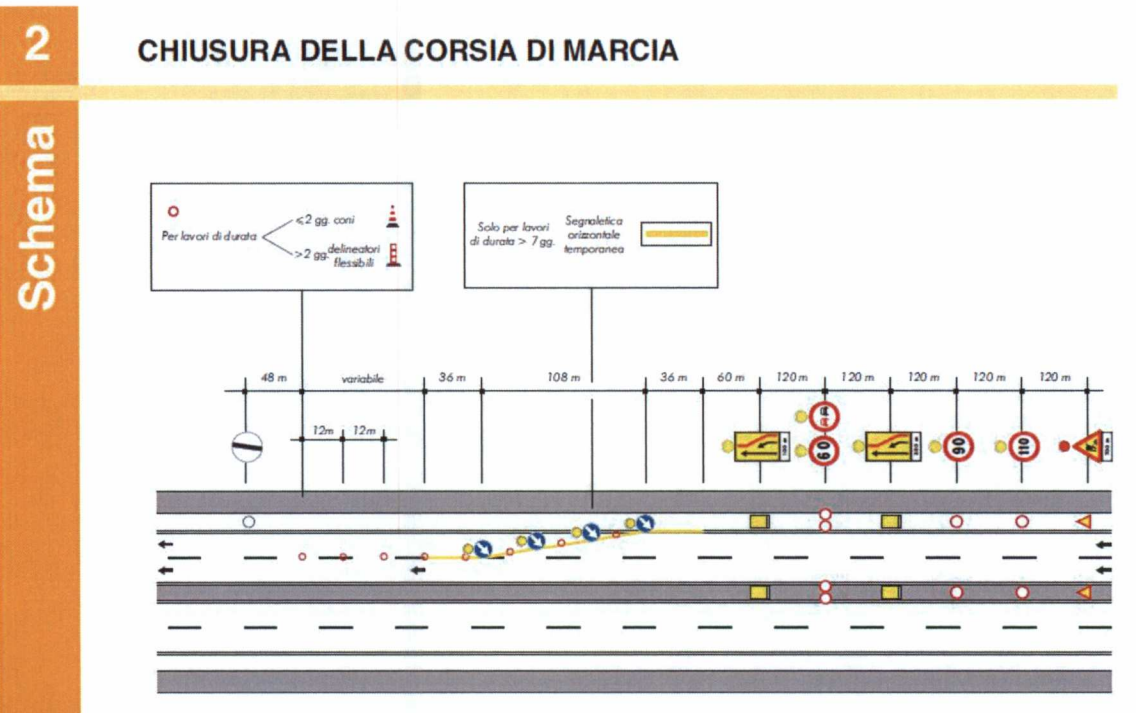 2
CHIUSURA DELLA CORSIA DI MARCIA
Schema
Per lavori di durata
<2 gg. coni
>2 gg. delineatori
flessibili
Solo per lavori
di durata > 7 gg.
Segnaletica
orizzontale
temporanea
48 m variabile 36 m 108 m 36 m 60 m 120 m 120 m 120 m 120 m 120 m
12m 12m
60 90 110